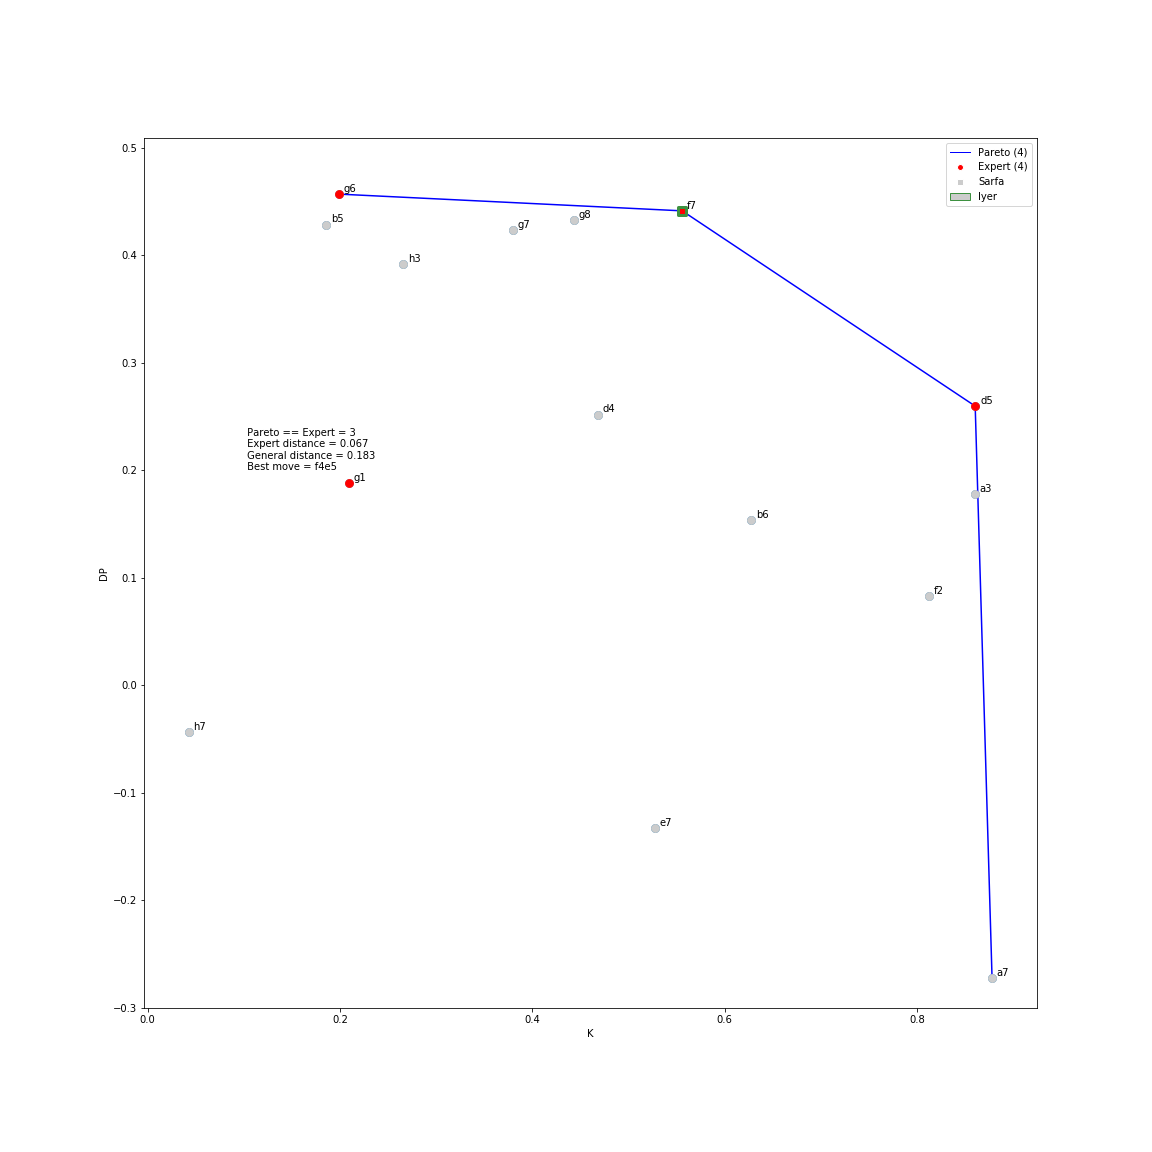 0.5
Pareto (4)
Expert (4)
Sarfa
Iyer
g6
f7
b5
g8
g7
0.4
h3
0.3
d5
d4
Pareto == Expert = 3
Expert distance = 0.067
General distance = 0.183
Best move = f4e5
0.2
g1
a3
b6
0.1
DP
f2
0.0
h7
−0.1
e7
−0.2
a7
−0.3
0.0 0.2 0.4 0.6 0.8
K